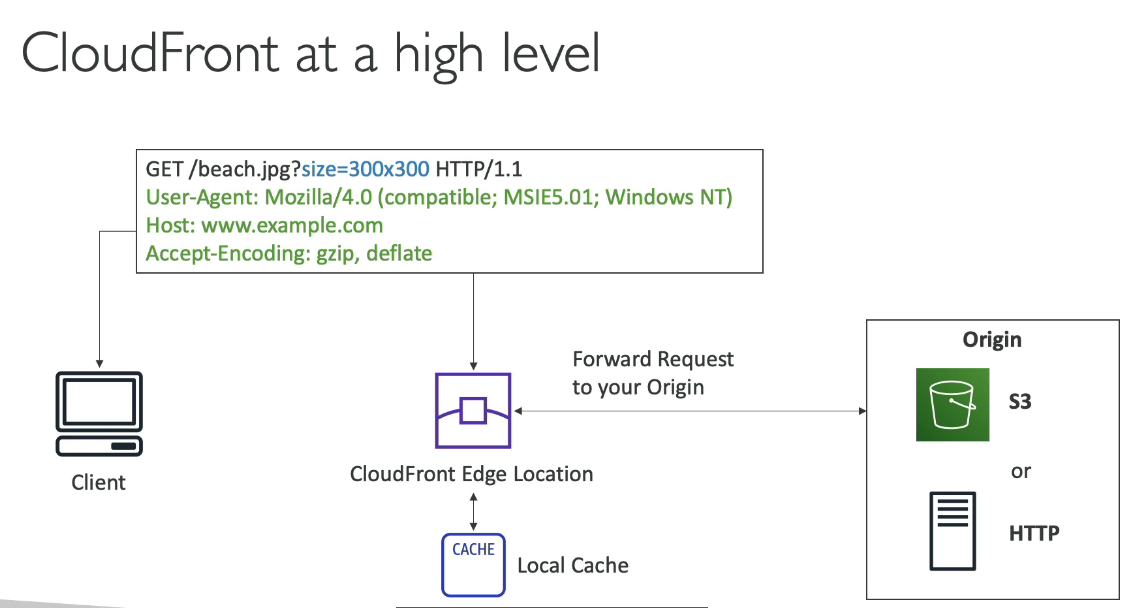 CloudFront at a high level
GET /beach.jpg?size=300x300 HTTP/1.1
User-Agent: Mozilla/4.0 (compatible; MSIE5.01; Windows NT)
Host: www.example.com
Accept-Encoding: gzip, deflate
Client
CloudFront Edge Location
CACHE
Local Cache
Forward Request
to your Origin
Origin
S3
or
HTTP